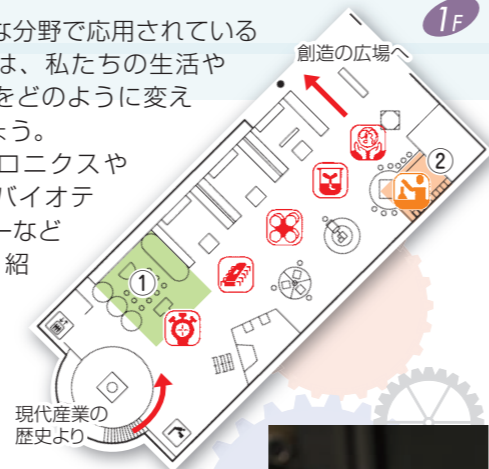 な分野で応用されている
は、私たちの生活や
をどのように変え
ょう。
ロニクスや
バイオテ
ーなど
紹
1F
創造の広場へ
②
①
現代産業の
歴史より